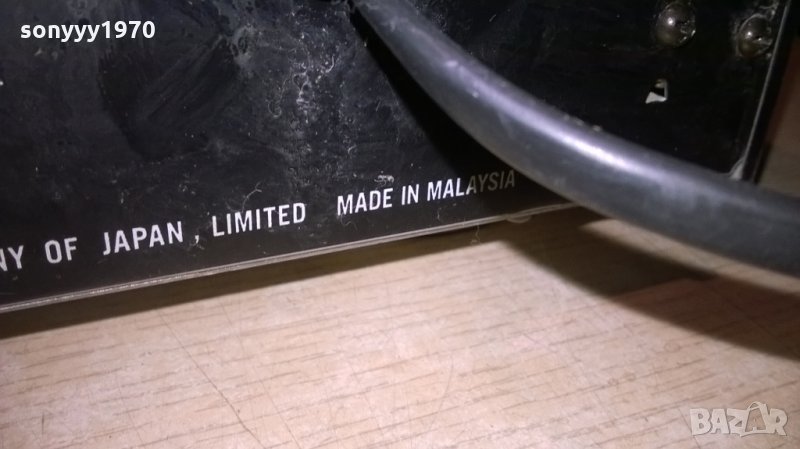 sonyyy1970
NY OF JAPAN, LIMITED MADE IN MALAYSIA
BAZAR